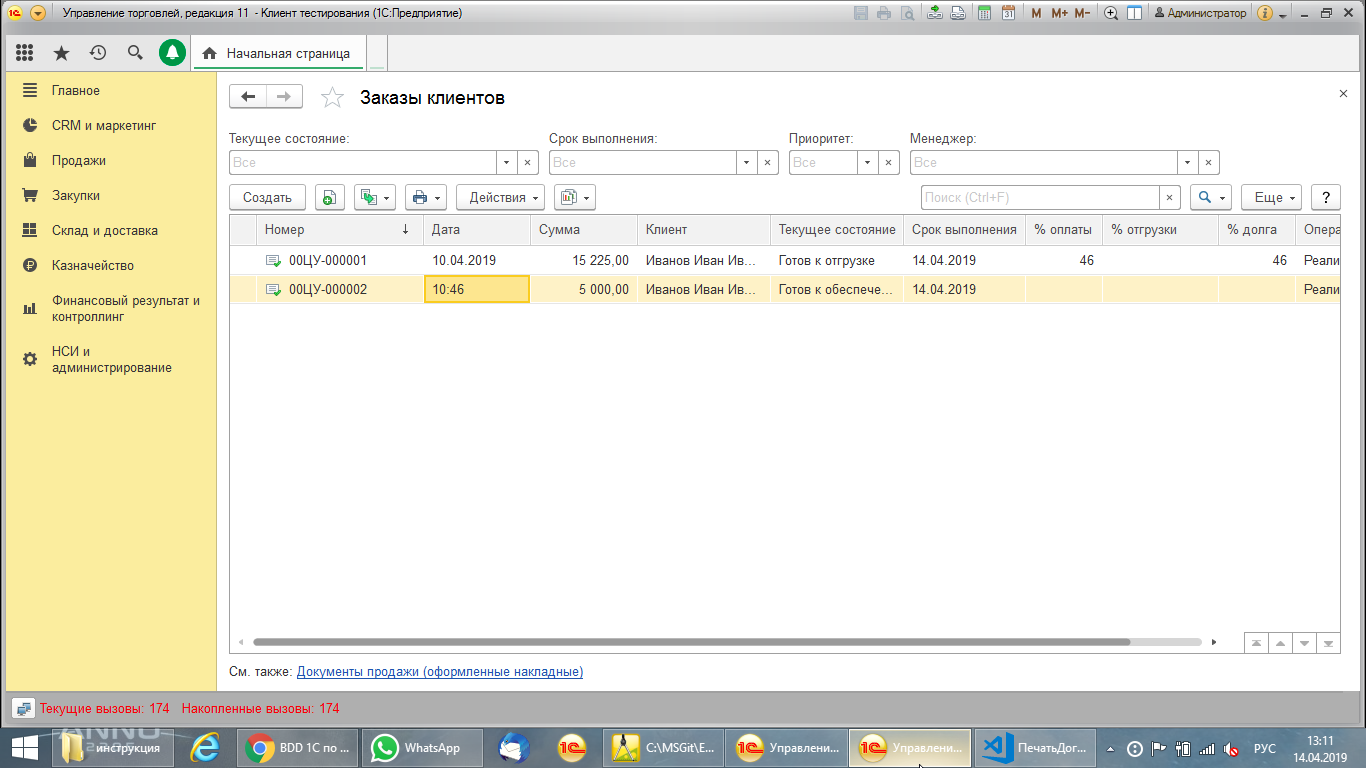 Управление торговлей, редакция 11 - Клиент тестирования (1С:Предприятие)
M M+ M- Администратор
Начальная страница
Главное
CRM и маркетинг
Продажи
Закупки
Склад и доставка
Казначейство
Финансовый результат и
контроллинг
НСИ и
администрирование
Заказы клиентов
Текущее состояние: Срок выполнения: Приоритет: Менеджер:
Все Все Все Все
Создать Действия Поиск (Ctrl+F) Еще ?
Номер Дата Сумма Клиент Текущее состояние Срок выполнения % оплаты % отгрузки % долга Опера
00ЦУ-000001 10.04.2019 15 225,00 Иванов Иван Ив... Готов к отгрузке 14.04.2019 46 46 Реали
00ЦУ-000002 10:46 5 000,00 Иванов Иван Ив... Готов к обеспече... 14.04.2019 Реали
См. также: Документы продажи (оформленные накладные)
Текущие вызовы: 174 Накопленные вызовы: 174
инструкция BDD 1С по ... WhatsApp C:\MSGit\E... Управлени... Управлени... ПечатьДог... РУС
13:11
14.04.2019